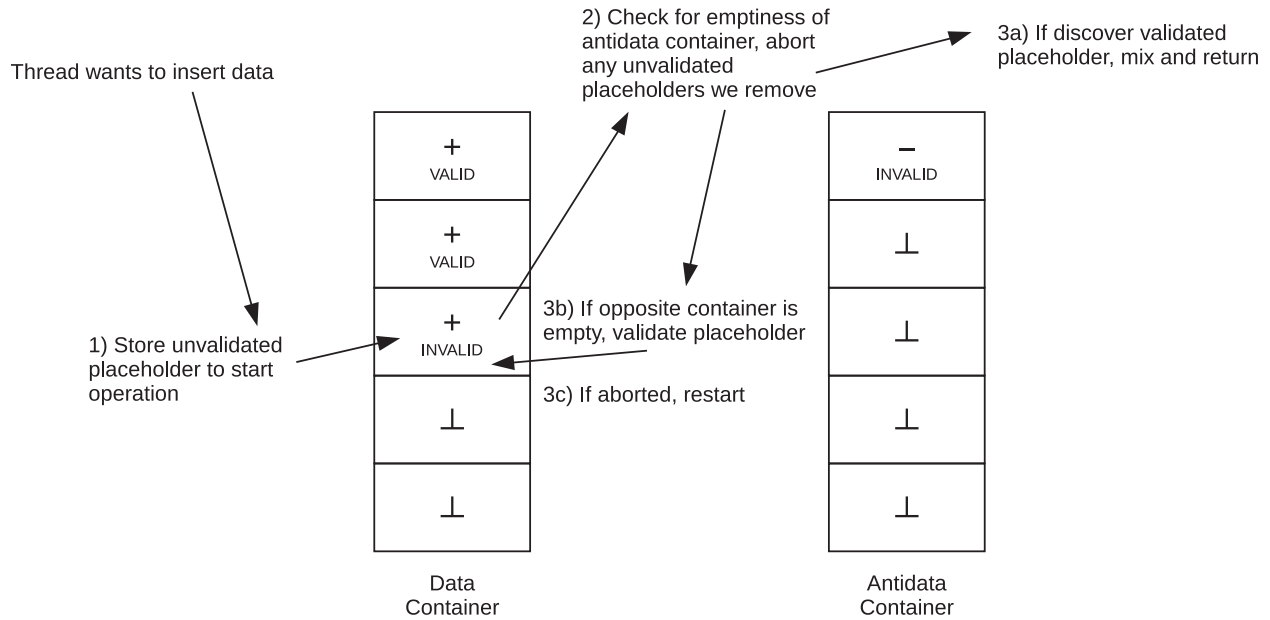 Thread wants to insert data
1) Store unvalidated
placeholder to start
operation
2) Check for emptiness of
antidata container, abort
any unvalidated
placeholders we remove
3a) If discover validated
placeholder, mix and return
3b) If opposite container is
empty, validate placeholder
3c) If aborted, restart
+
VALID
+
VALID
+
INVALID
⊥
⊥
Data
Container
−
INVALID
⊥
⊥
⊥
⊥
Antidata
Container